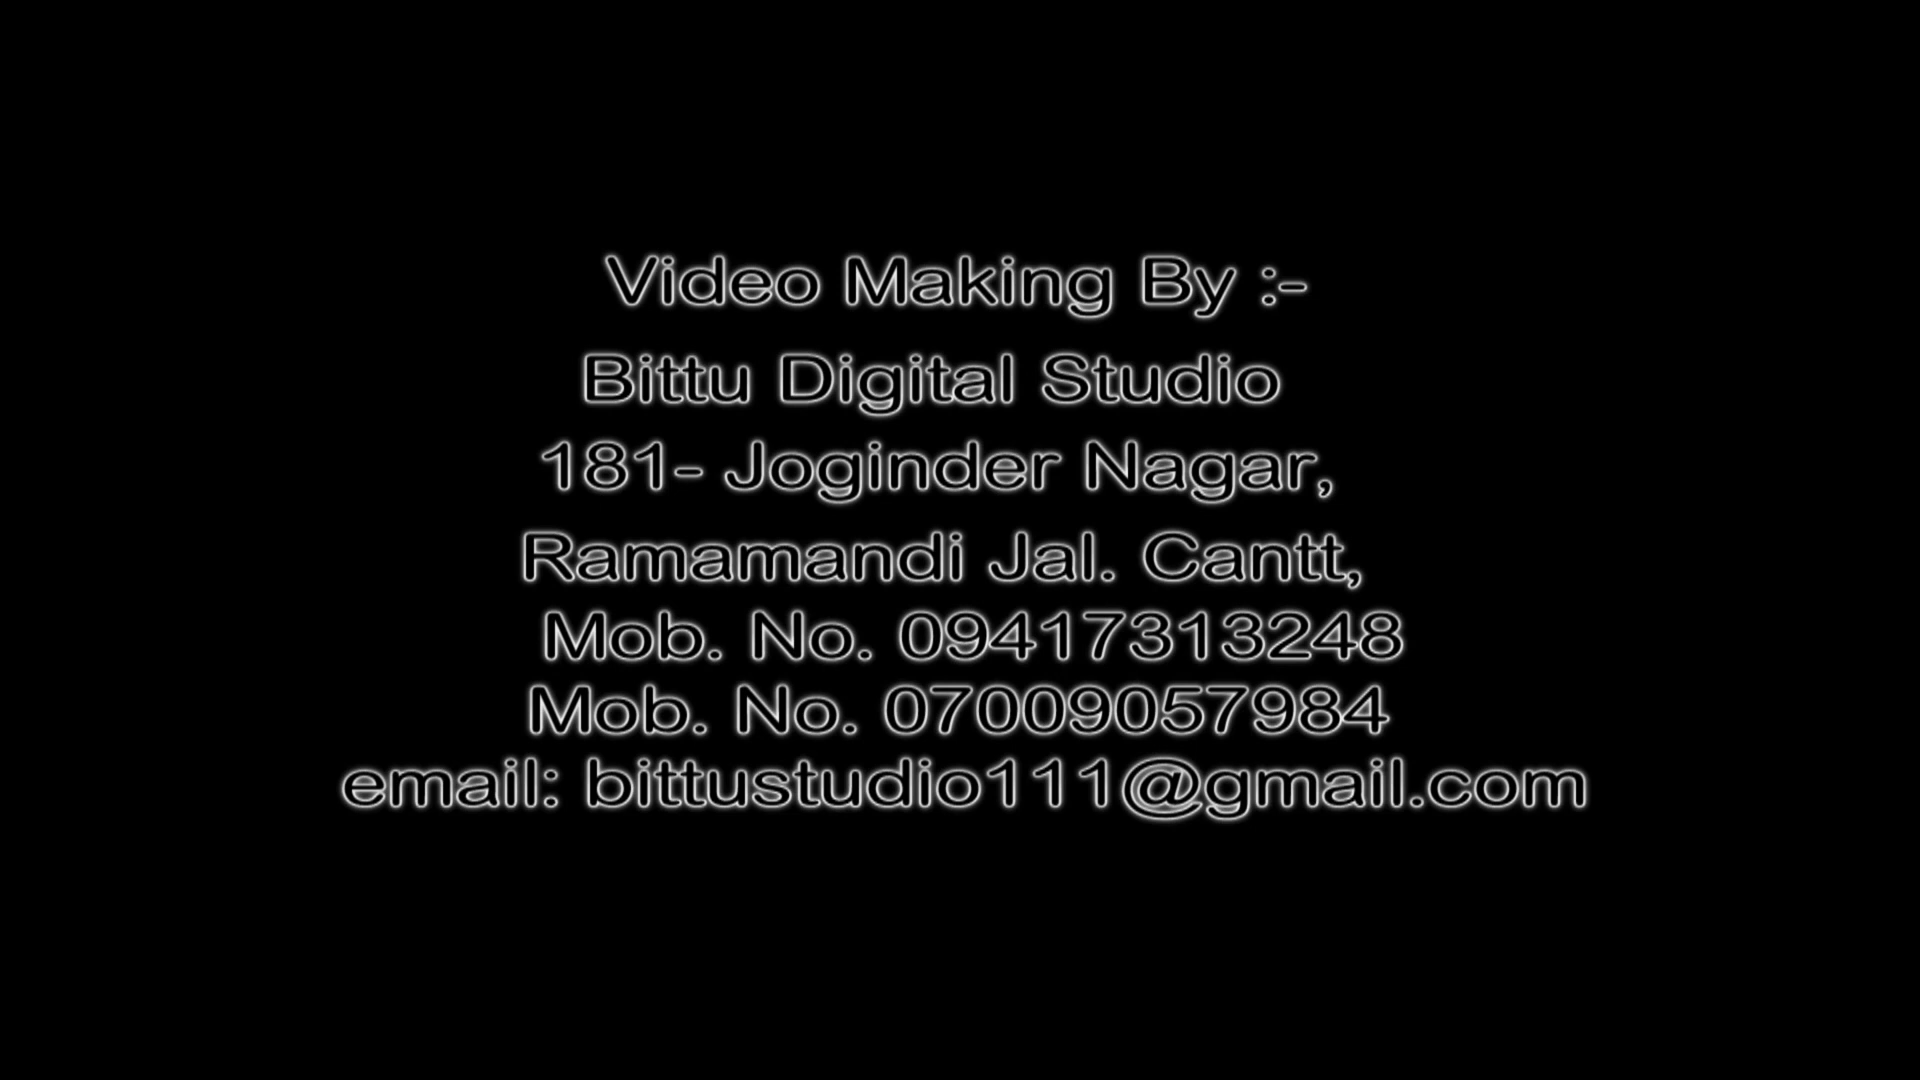 Video Making By :-
Bittu Digital Studio
181- Joginder Nagar,
Ramamandi Jal. Cantt,
Mob. No. 09417313248
Mob. No. 07009057984
email: bittustudio111@gmail.com